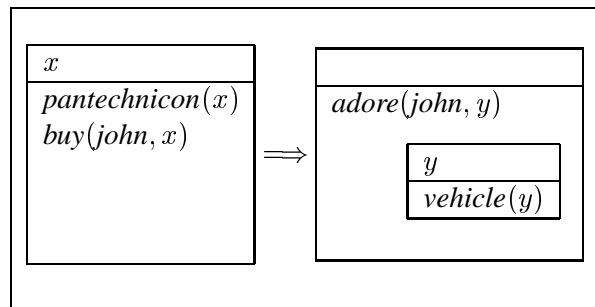 x
pantechnicon(x)
buy(john, x)
⟹
adore(john, y)
y
vehicle(y)